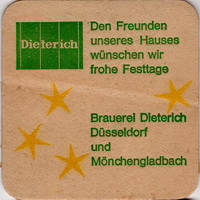 Dieterich
Den Freunden
unseres Hauses
wünschen wir
frohe Festtage
Brauerei Dieterich
Düsseldorf
und
Mönchengladbach